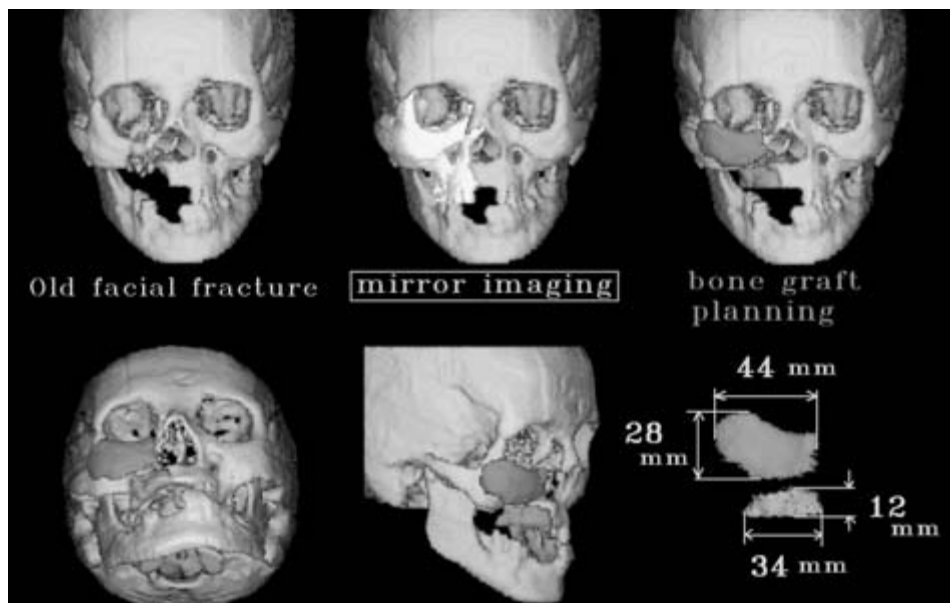 Old facial fracture
mirror imaging
bone graft
planning
44 mm
28
mm
12
mm
34 mm